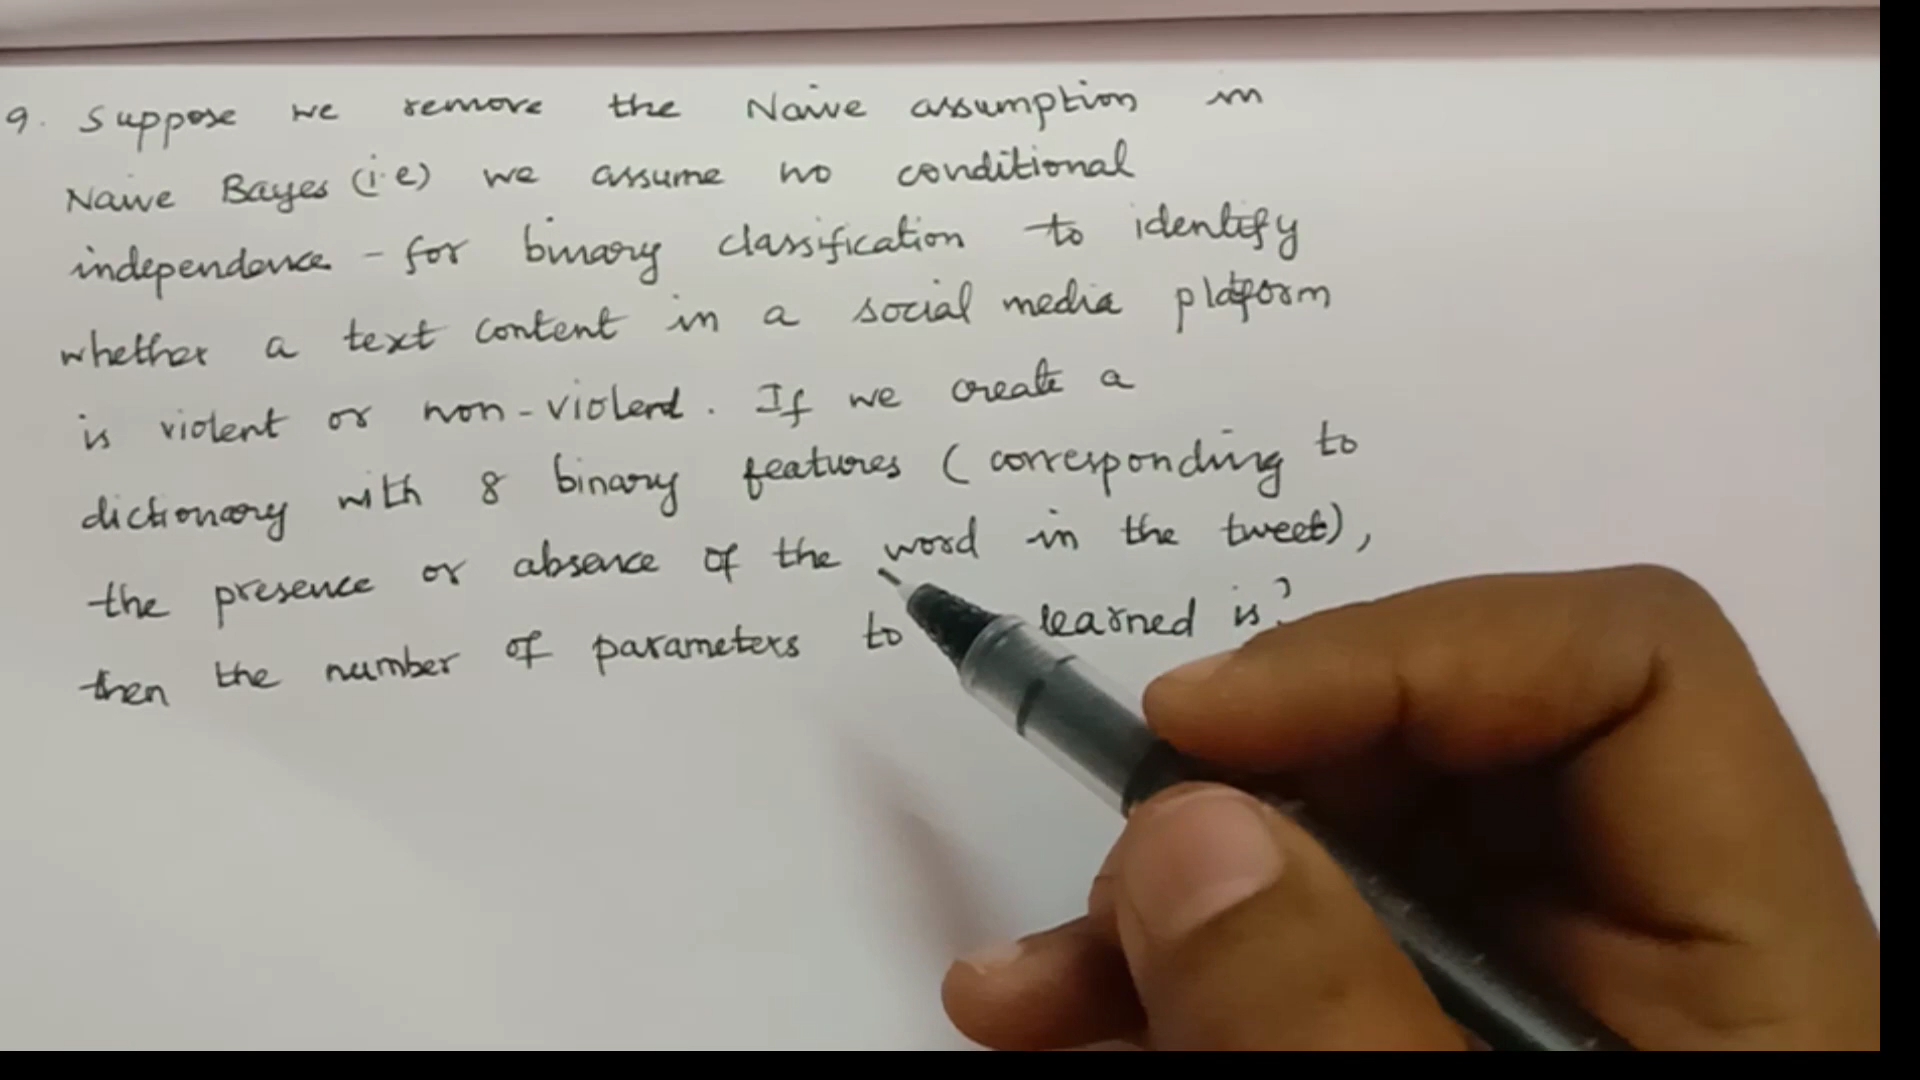 9. Suppose we remove the Naive assumption in
Naive Bayes (i.e) we assume no conditional
independence - for binary classification to identify
whether a text content in a social media platform
is violent or non-violent. If we create a
dictionary with 8 binary features (corresponding to
the presence or absence of the word in the tweet),
then the number of parameters to learned is?